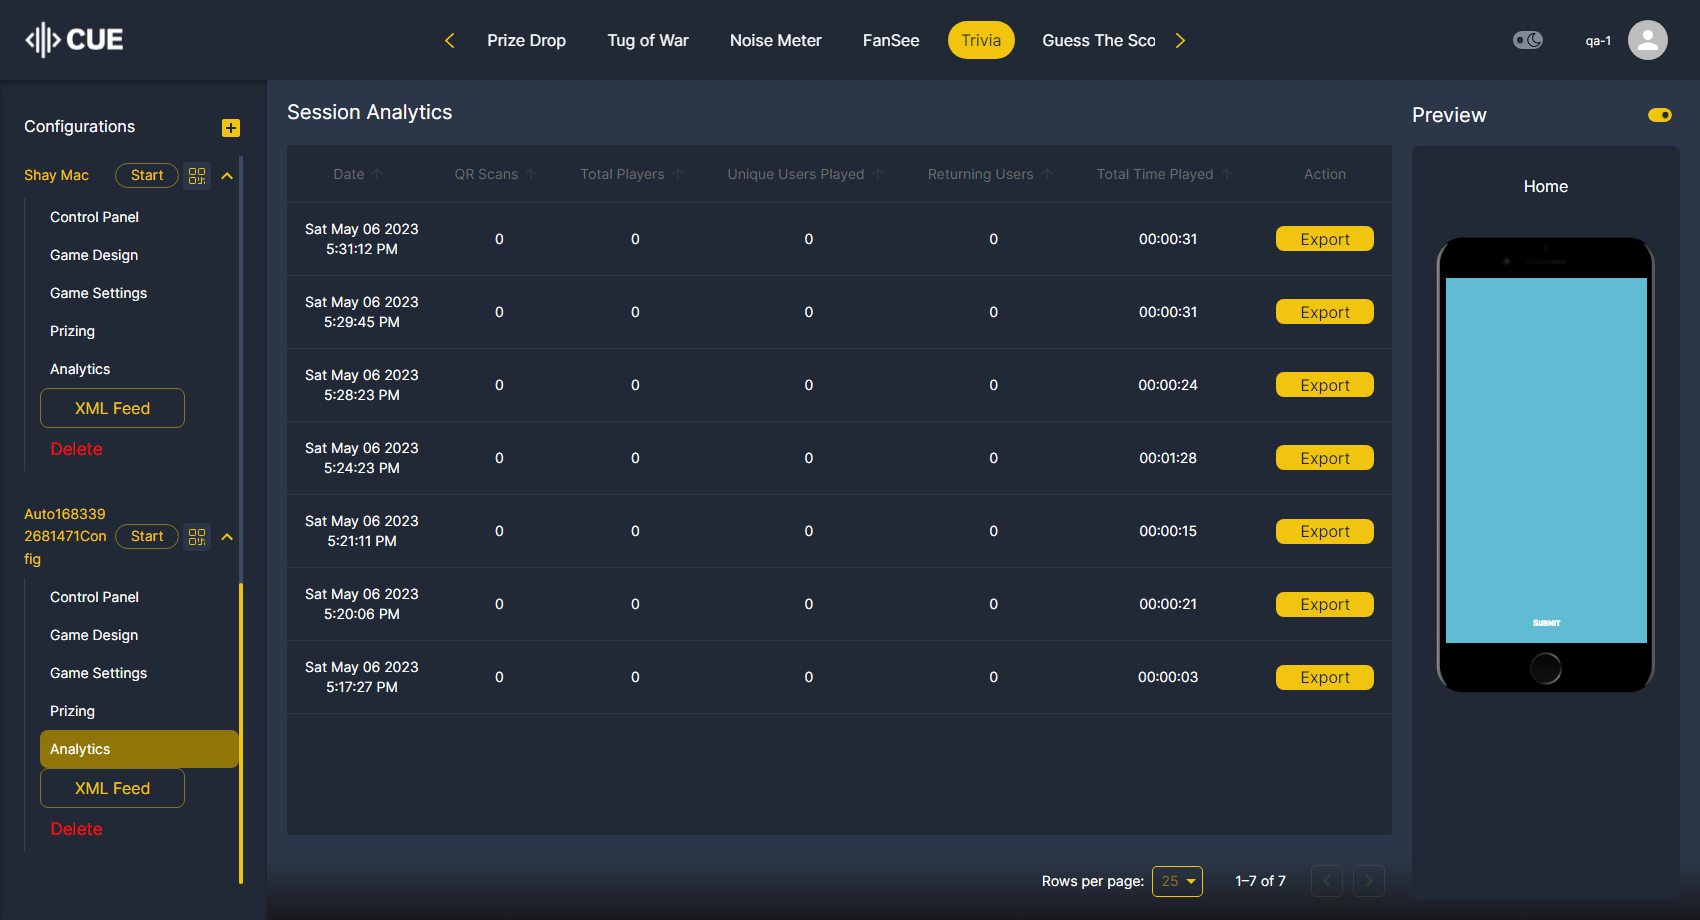 CUE
Prize Drop
Tug of War
Noise Meter
FanSee
Trivia
Guess The Sco
qa-1
Configurations
Shay Mac
Start
Control Panel
Game Design
Game Settings
Prizing
Analytics
XML Feed
Delete
Auto168339
2681471Con
fig
Start
Control Panel
Game Design
Game Settings
Prizing
Analytics
XML Feed
Delete
Session Analytics
Date QR Scans Total Players Unique Users Played Returning Users Total Time Played Action
Sat May 06 2023
5:31:12 PM 0 0 0 0 00:00:31 Export
Sat May 06 2023
5:29:45 PM 0 0 0 0 00:00:31 Export
Sat May 06 2023
5:28:23 PM 0 0 0 0 00:00:24 Export
Sat May 06 2023
5:24:23 PM 0 0 0 0 00:01:28 Export
Sat May 06 2023
5:21:11 PM 0 0 0 0 00:00:15 Export
Sat May 06 2023
5:20:06 PM 0 0 0 0 00:00:21 Export
Sat May 06 2023
5:17:27 PM 0 0 0 0 00:00:03 Export
Rows per page: 25 1–7 of 7
Preview
Home
SUBMIT